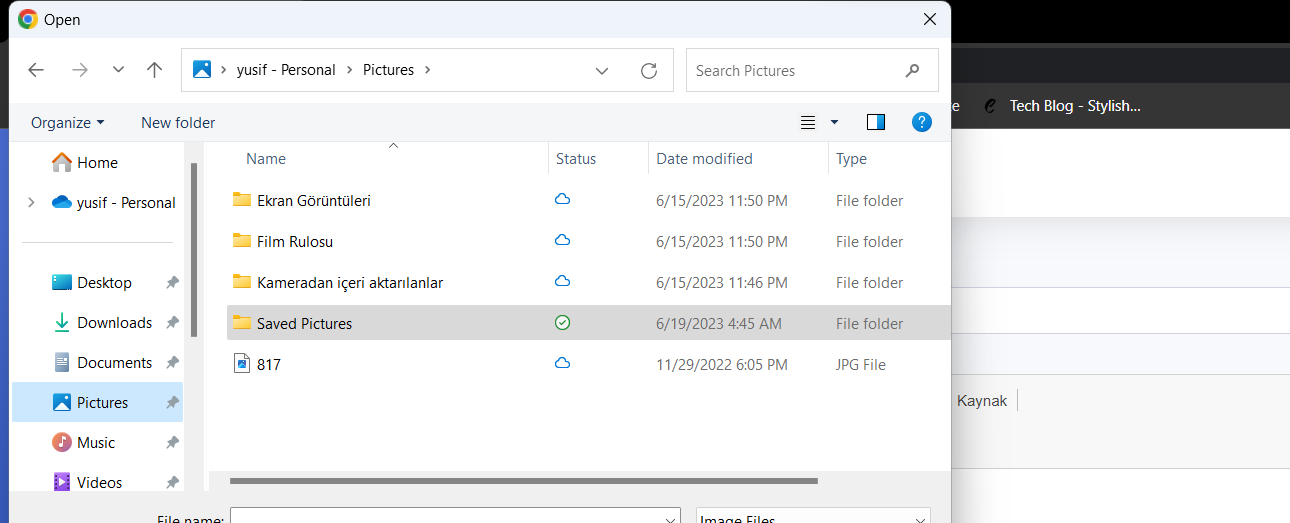 Open
yusif - Personal > Pictures >
Search Pictures
Tech Blog - Stylish...
Organize
New folder
?
Name
Status
Date modified
Type
Home
yusif - Personal
Desktop
Downloads
Documents
Pictures
Music
Videos
Ekran Görüntüleri 6/15/2023 11:50 PM File folder
Film Rulosu 6/15/2023 11:50 PM File folder
Kameradan içeri aktarılanlar 6/15/2023 11:46 PM File folder
Saved Pictures 6/19/2023 4:45 AM File folder
817 11/29/2022 6:05 PM JPG File
Kaynak
File name:
Image Files